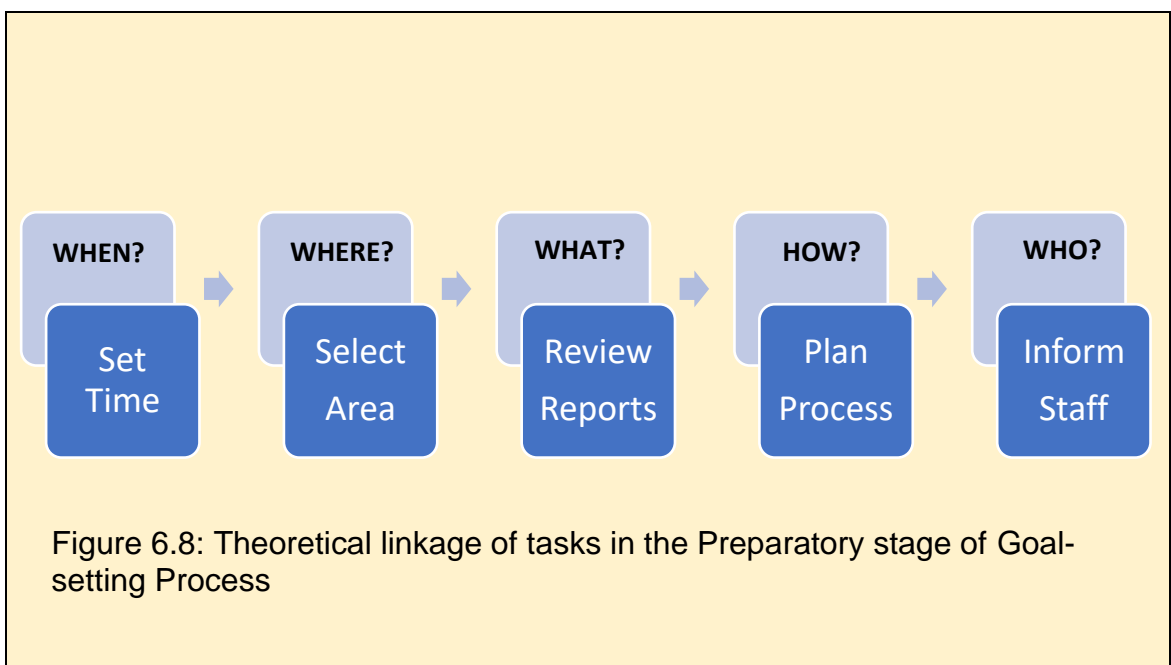 WHEN?
Set
Time
WHERE?
Select
Area
WHAT?
Review
Reports
HOW?
Plan
Process
WHO?
Inform
Staff
Figure 6.8: Theoretical linkage of tasks in the Preparatory stage of Goal-
setting Process